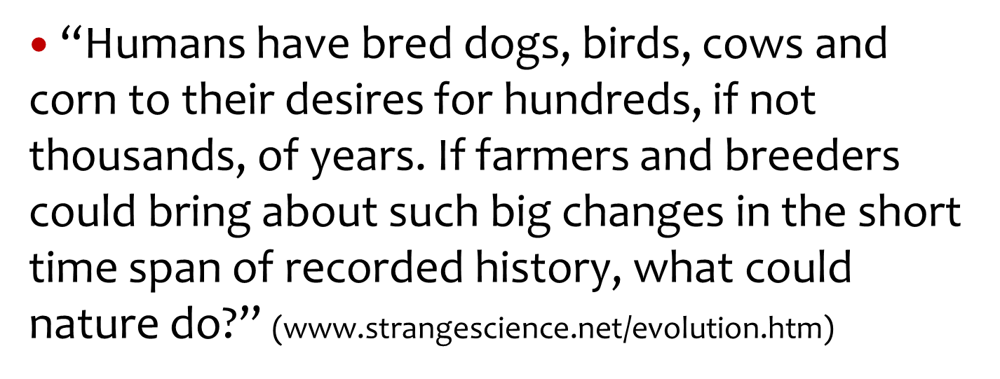 • “Humans have bred dogs, birds, cows and
corn to their desires for hundreds, if not
thousands, of years. If farmers and breeders
could bring about such big changes in the short
time span of recorded history, what could
nature do?” (www.strangescience.net/evolution.htm)